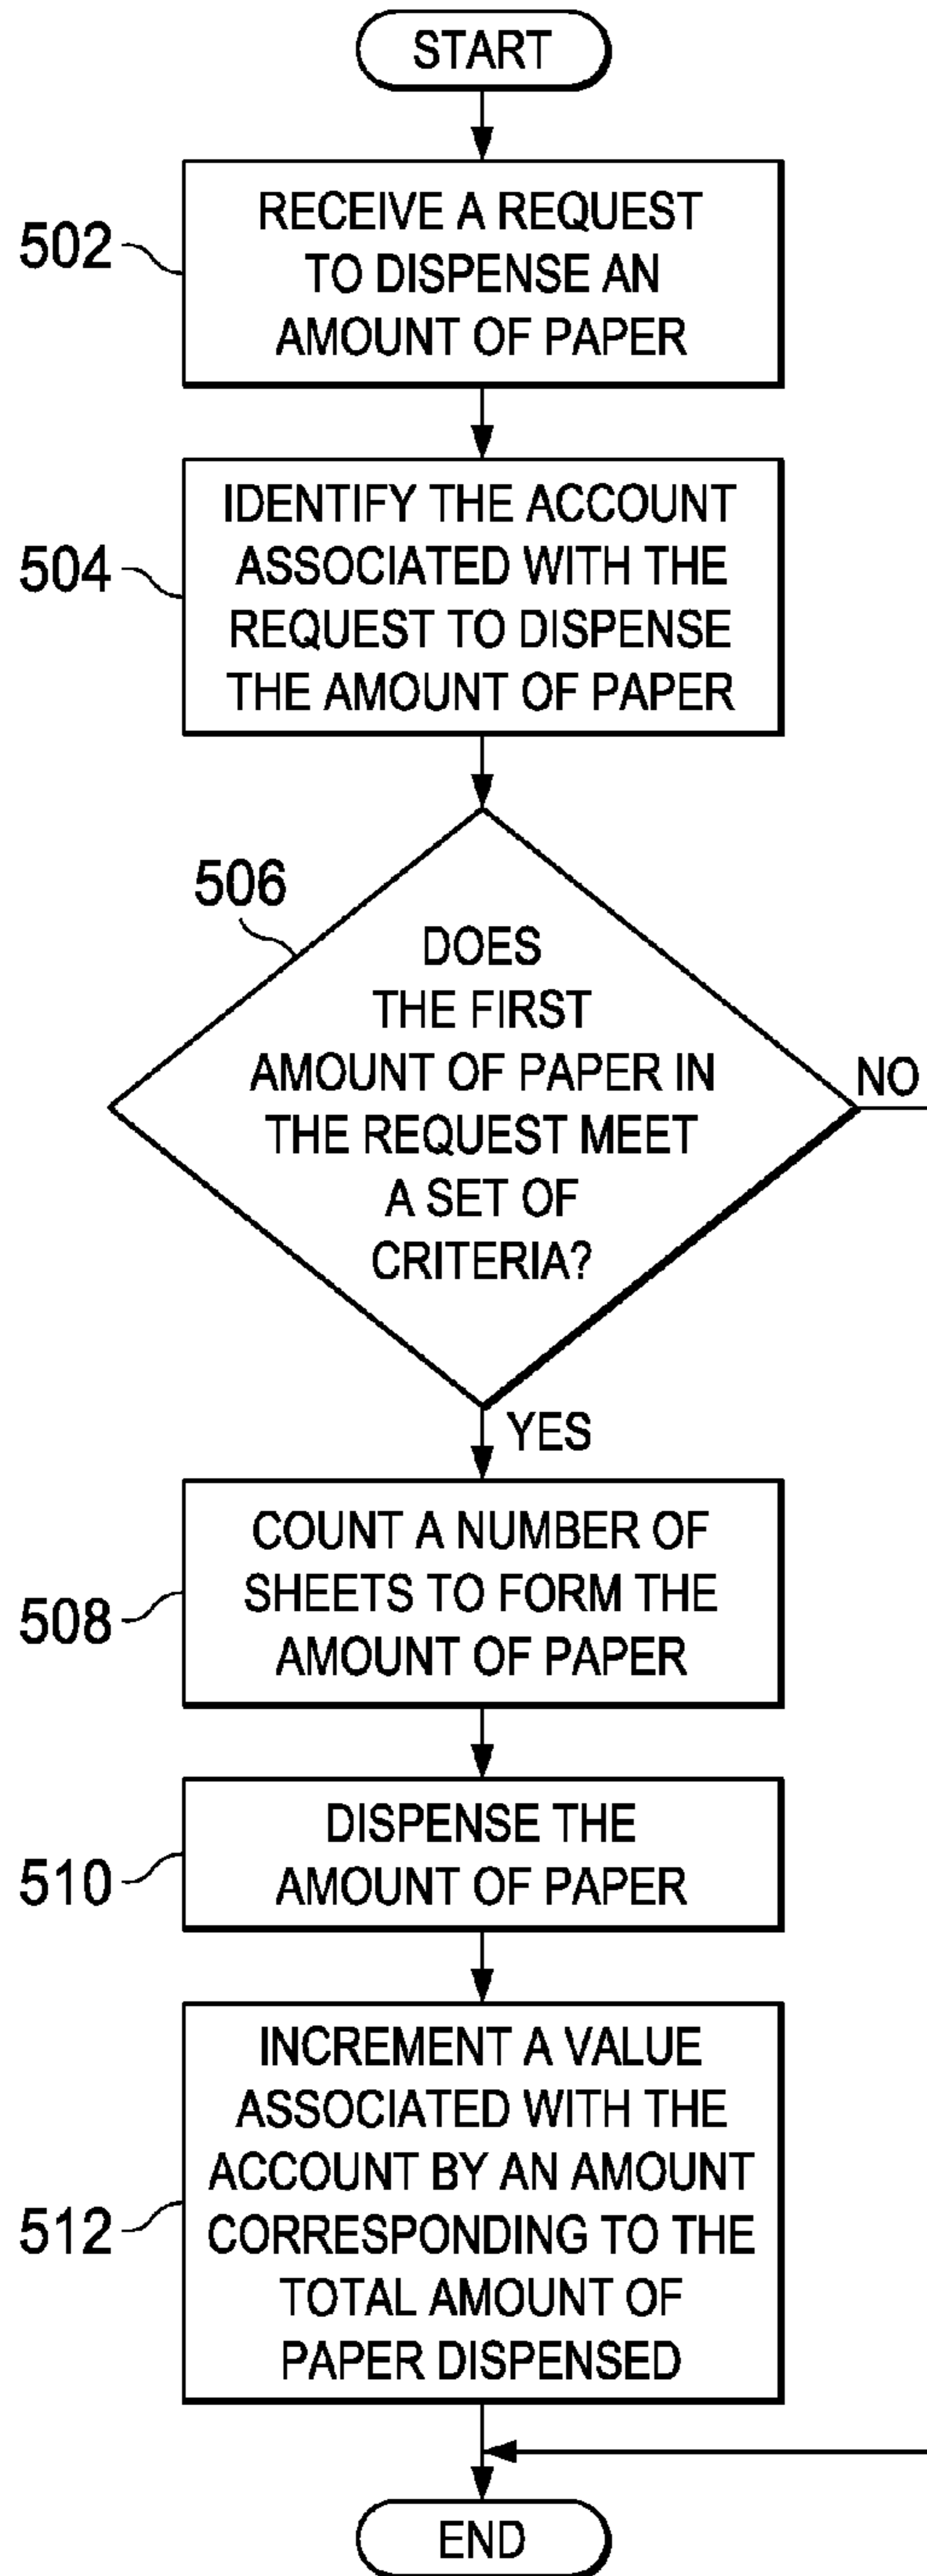 START
502
RECEIVE A REQUEST
TO DISPENSE AN
AMOUNT OF PAPER
504
IDENTIFY THE ACCOUNT
ASSOCIATED WITH THE
REQUEST TO DISPENSE
THE AMOUNT OF PAPER
506
DOES
THE FIRST
AMOUNT OF PAPER IN
THE REQUEST MEET
A SET OF
CRITERIA?
NO
YES
508
COUNT A NUMBER OF
SHEETS TO FORM THE
AMOUNT OF PAPER
510
DISPENSE THE
AMOUNT OF PAPER
512
INCREMENT A VALUE
ASSOCIATED WITH THE
ACCOUNT BY AN AMOUNT
CORRESPONDING TO THE
TOTAL AMOUNT OF
PAPER DISPENSED
END